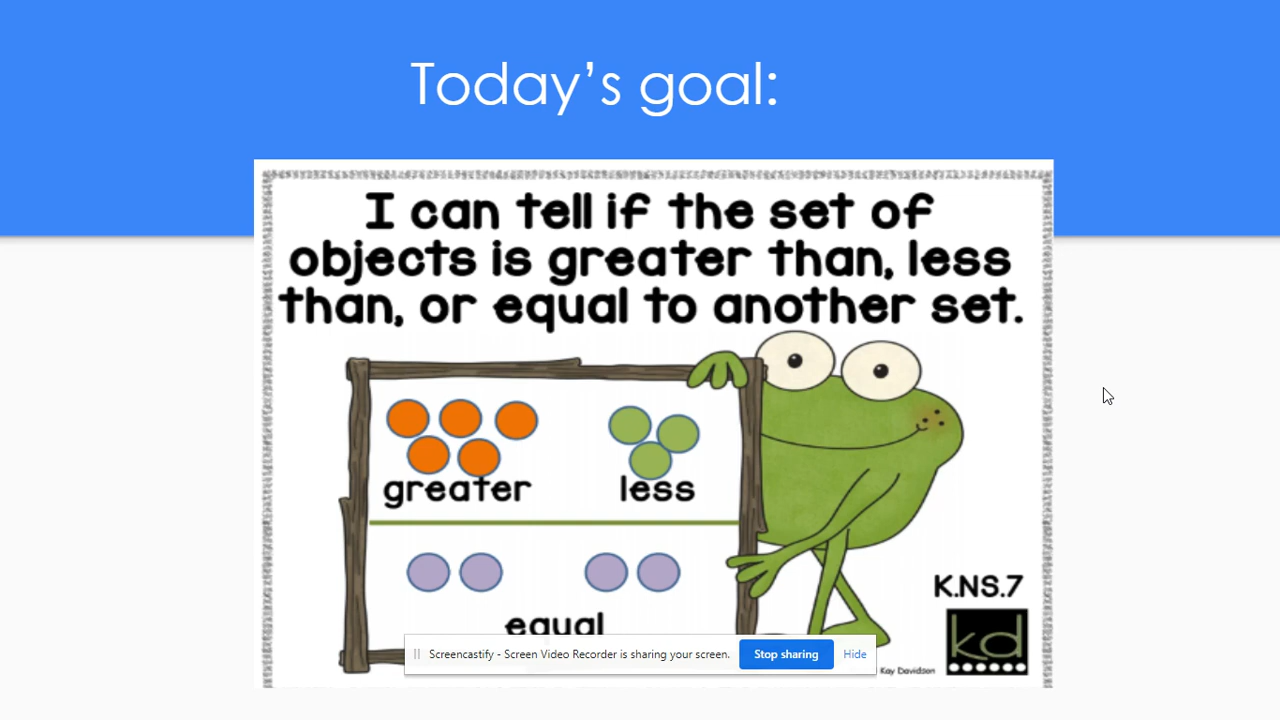 Today's goal:
I can tell if the set of
objects is greater than, less
than, or equal to another set.
greater less
equal
K.NS.7
kd
Screencastify - Screen Video Recorder is sharing your screen. Stop sharing Hide
Kay Davidson